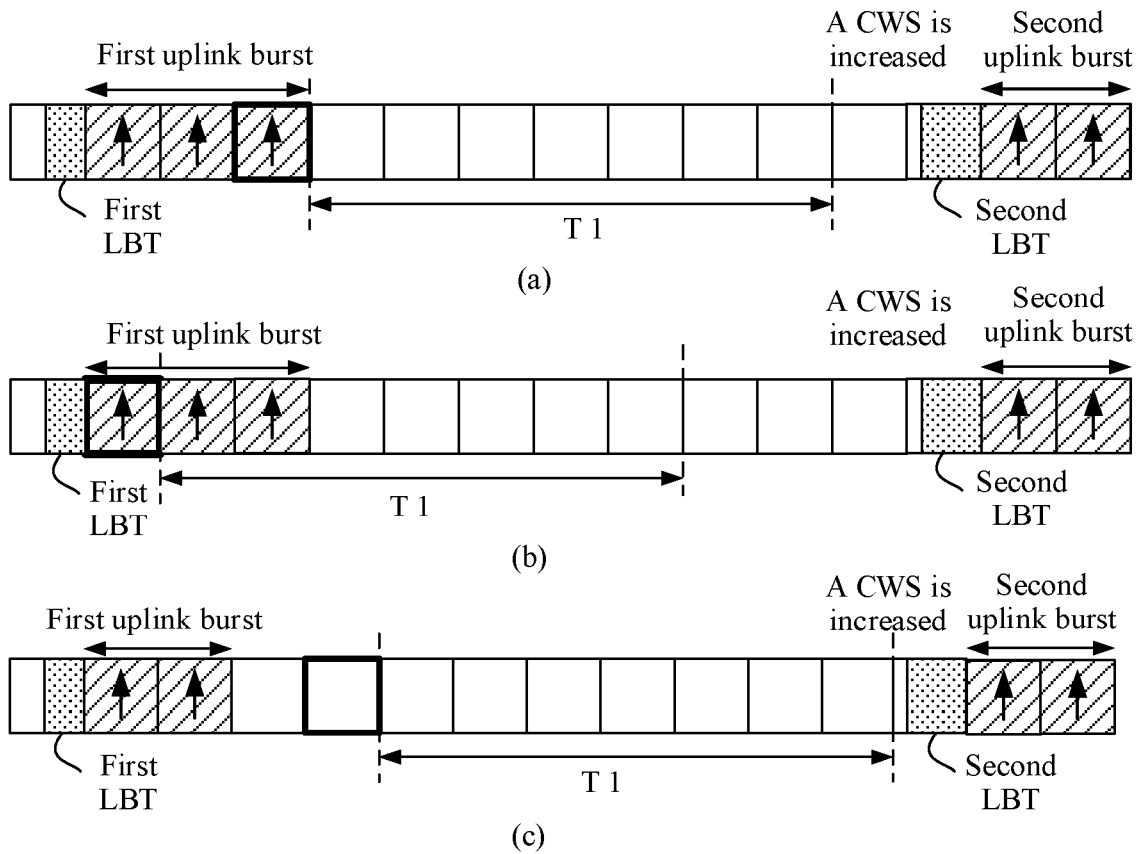 A CWS is
increased
Second
uplink burst
First uplink burst
First
LBT
T 1
Second
LBT
(a)
A CWS is
increased
Second
uplink burst
First uplink burst
First
LBT
T 1
Second
LBT
(b)
A CWS is
increased
Second
uplink burst
First uplink burst
First
LBT
T 1
Second
LBT
(c)